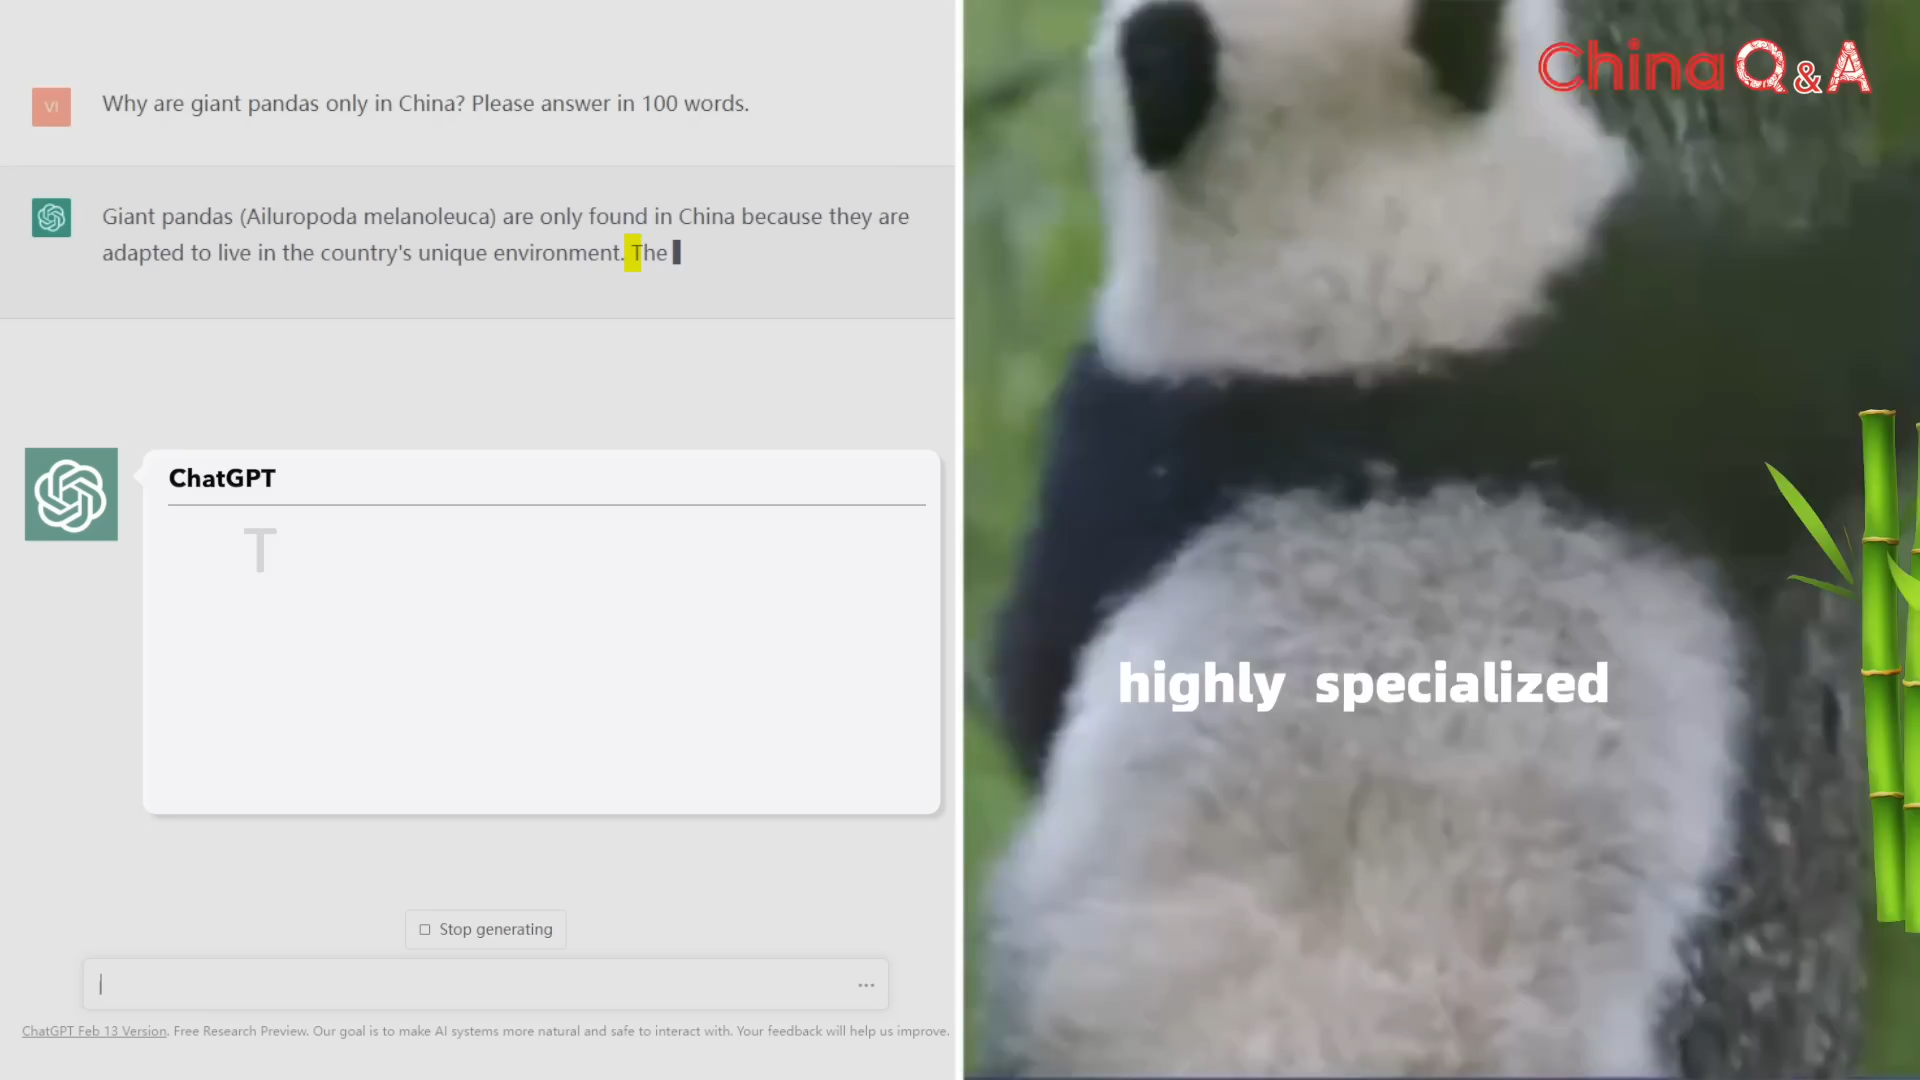 VI
Why are giant pandas only in China? Please answer in 100 words.
Giant pandas (Ailuropoda melanoleuca) are only found in China because they are
adapted to live in the country's unique environment. The
ChatGPT
T
Stop generating
ChatGPT Feb 13 Version. Free Research Preview. Our goal is to make AI systems more natural and safe to interact with. Your feedback will help us improve.
China Q&A
highly specialized